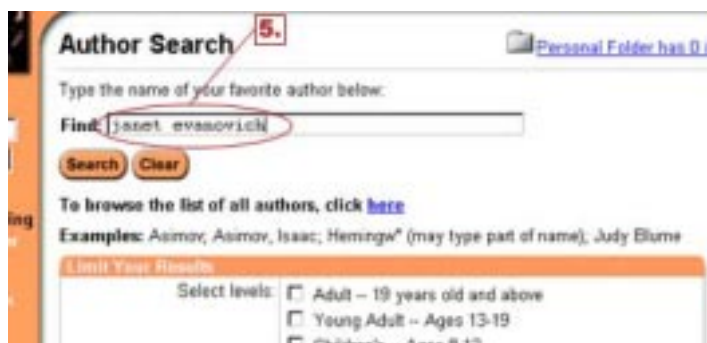 Author Search
5.
Personal Folder has 0
Type the name of your favorite author below:
Find: janet evanovich
Search Clear
To browse the list of all authors, click here
ing
Examples: Asimov; Asimov, Isaac; Hemingw* (may type part of name); Judy Blume
Limit Your Results
Select levels: Adult -- 19 years old and above
Young Adult -- Ages 13-19